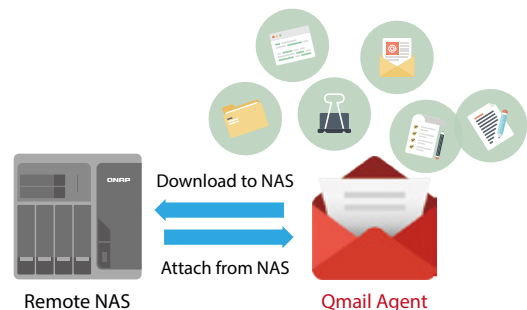 QNAP
Download to NAS
Attach from NAS
Remote NAS
Qmail Agent